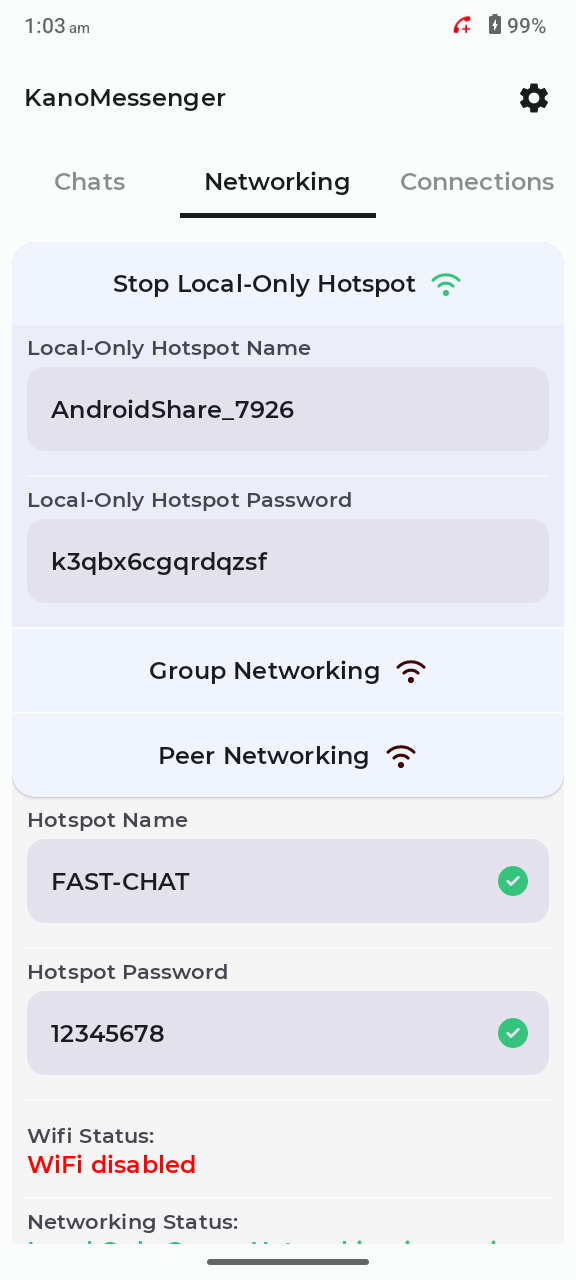 1:03 am
99%
KanoMessenger
Chats
Networking
Connections
Stop Local-Only Hotspot
Local-Only Hotspot Name
AndroidShare_7926
Local-Only Hotspot Password
k3qbx6cgqrdqzsf
Group Networking
Peer Networking
Hotspot Name
FAST-CHAT
Hotspot Password
12345678
Wifi Status:
WiFi disabled
Networking Status: